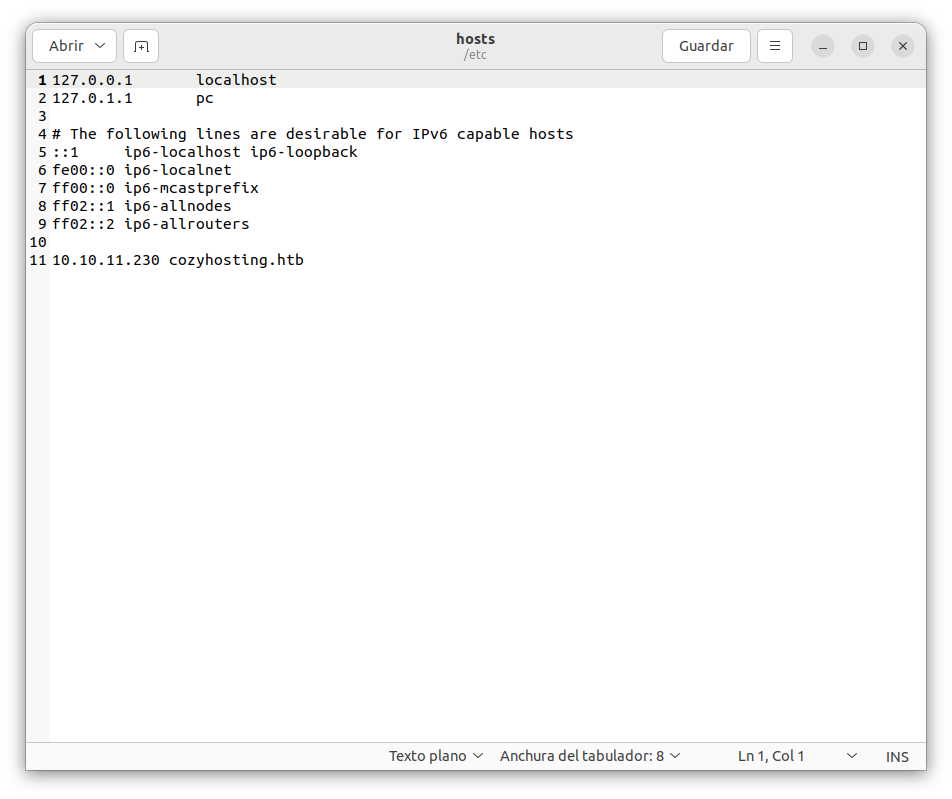 Abrir
hosts
/etc
Guardar
1 127.0.0.1       localhost
2 127.0.1.1       pc
3
4 # The following lines are desirable for IPv6 capable hosts
5 ::1     ip6-localhost ip6-loopback
6 fe00::0 ip6-localnet
7 ff00::0 ip6-mcastprefix
8 ff02::1 ip6-allnodes
9 ff02::2 ip6-allrouters
10
11 10.10.11.230 cozyhosting.htb
Texto plano Anchura del tabulador: 8 Ln 1, Col 1 INS